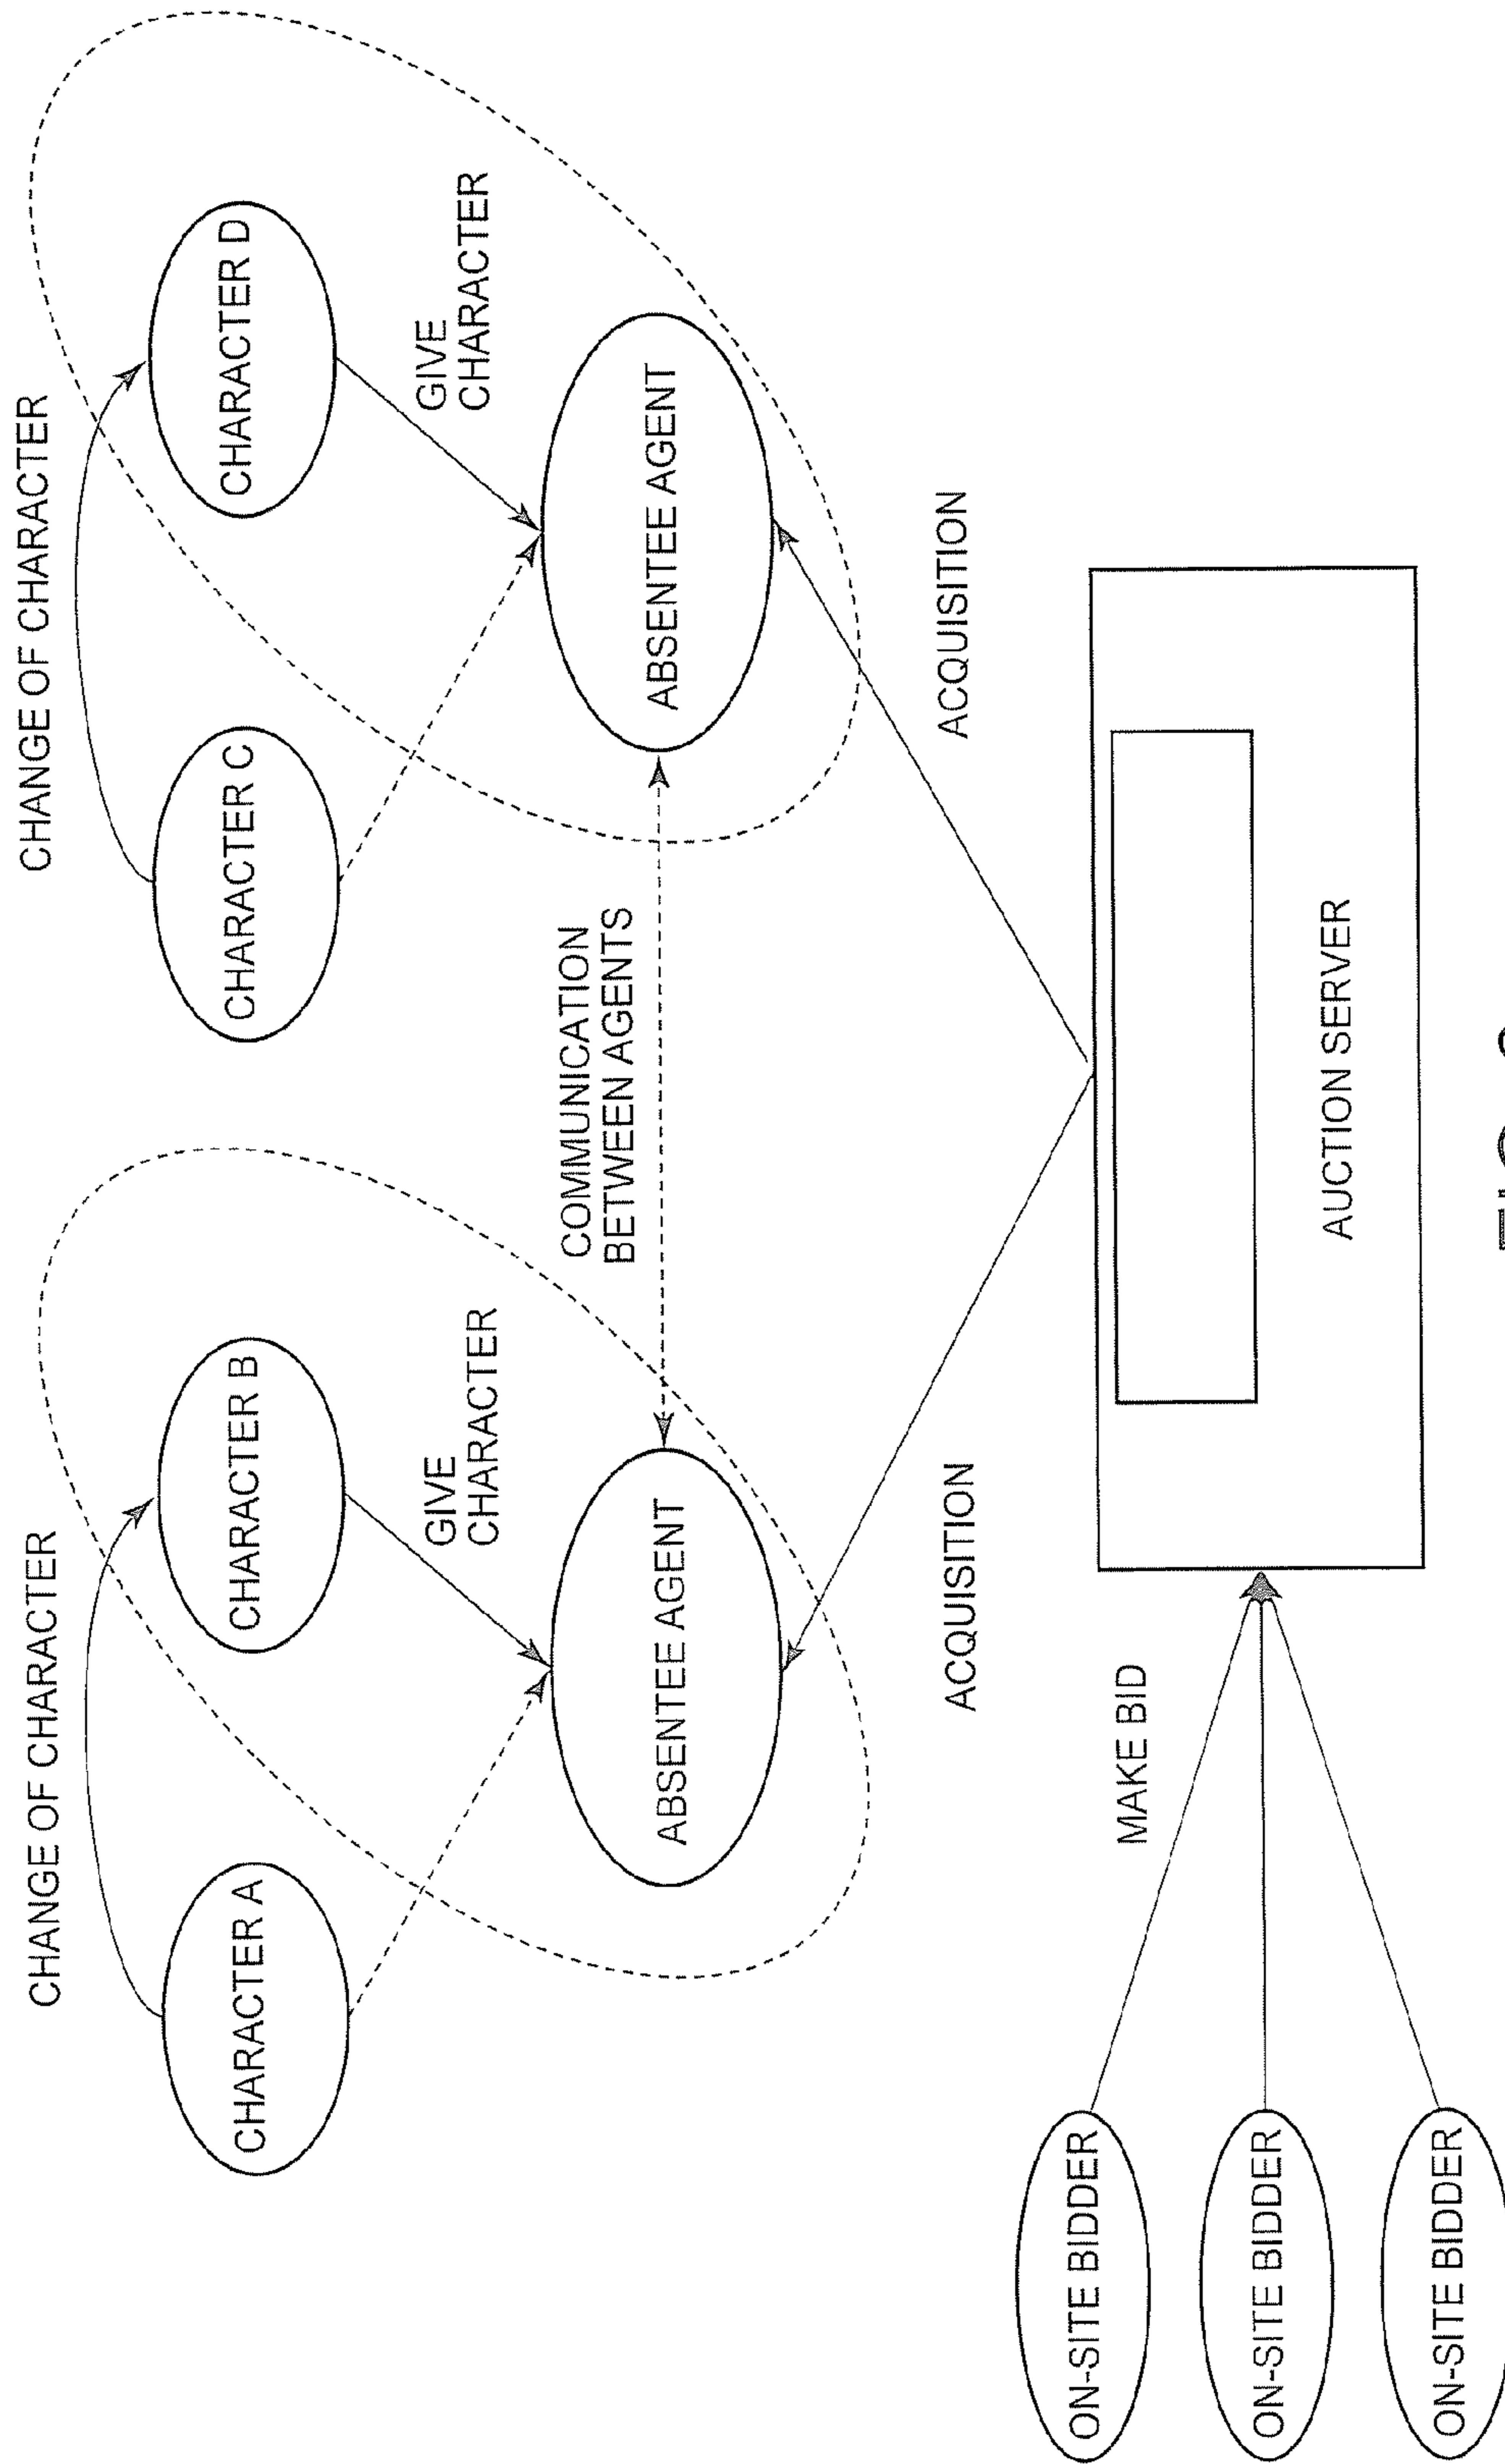 CHANGE OF CHARACTER
CHANGE OF CHARACTER
CHARACTER A
CHARACTER B
CHARACTER C
CHARACTER D
GIVE
CHARACTER
GIVE
CHARACTER
COMMUNICATION
BETWEEN AGENTS
ABSENTEE AGENT
ABSENTEE AGENT
ACQUISITION
ACQUISITION
MAKE BID
ON-SITE BIDDER
ON-SITE BIDDER
ON-SITE BIDDER
AUCTION SERVER